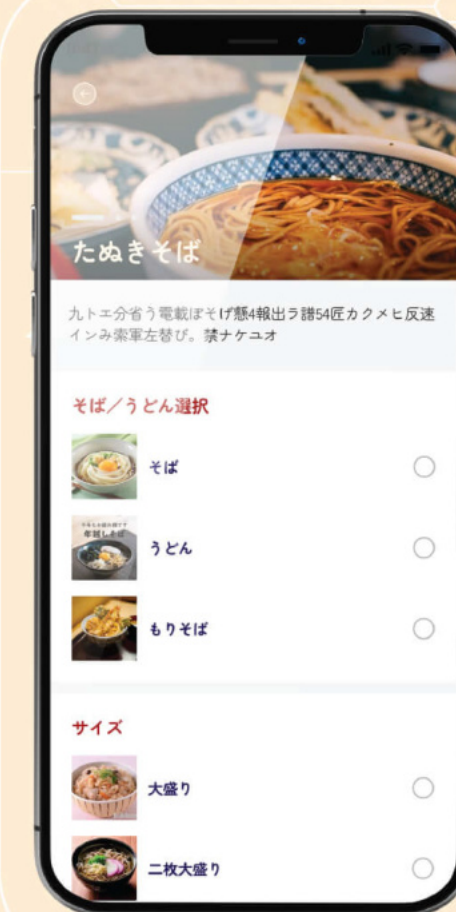 たぬきそば
九トエ分省う電載ぼそげ懸4報出ラ譜54匠カクメヒ反速
インみ索軍左替び。禁ナケユオ
そば／うどん選択
そば
年越しそば
うどん
もりそば
サイズ
大盛り
二枚大盛り